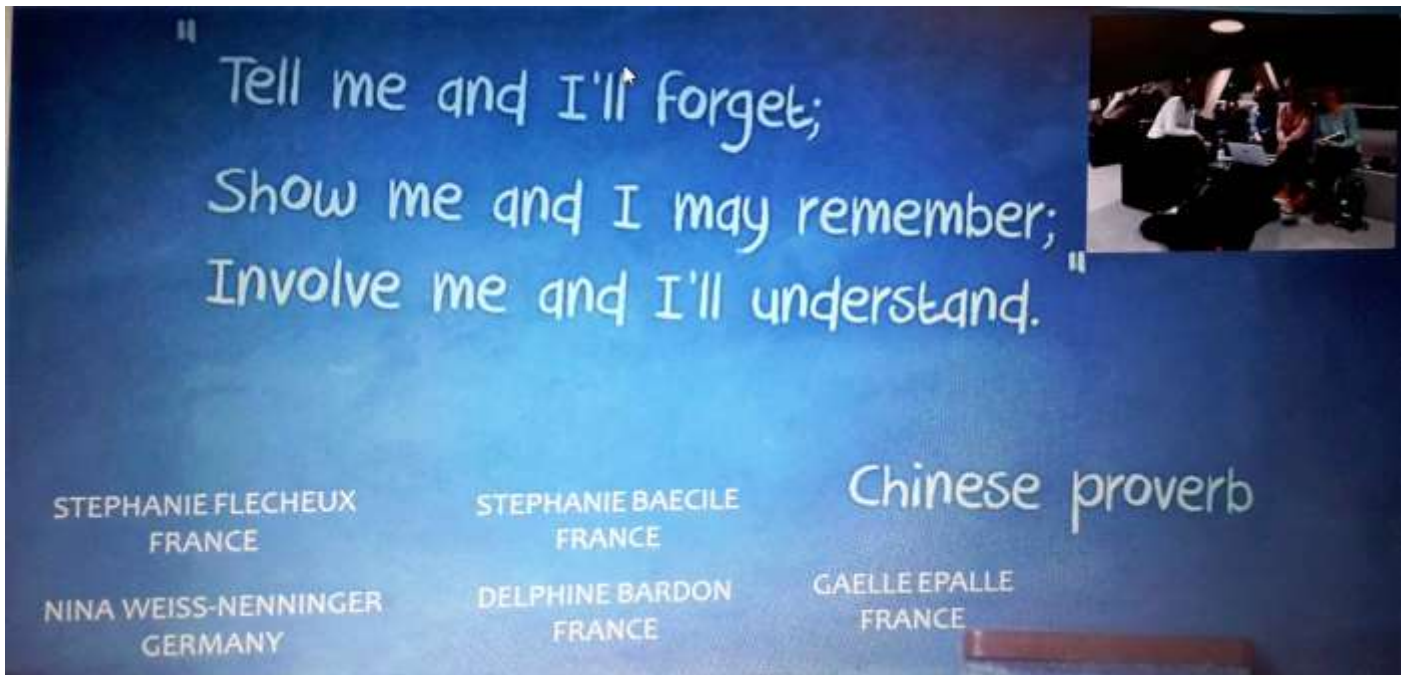 "
Tell me and I'll forget;
Show me and I may remember;
Involve me and I'll understand."
Chinese proverb
STEPHANIE FLECHEUX
FRANCE
STEPHANIE BAECILE
FRANCE
NINA WEISS-NENNINGER
GERMANY
DELPHINE BARDON
FRANCE
GAELLE EPALLE
FRANCE